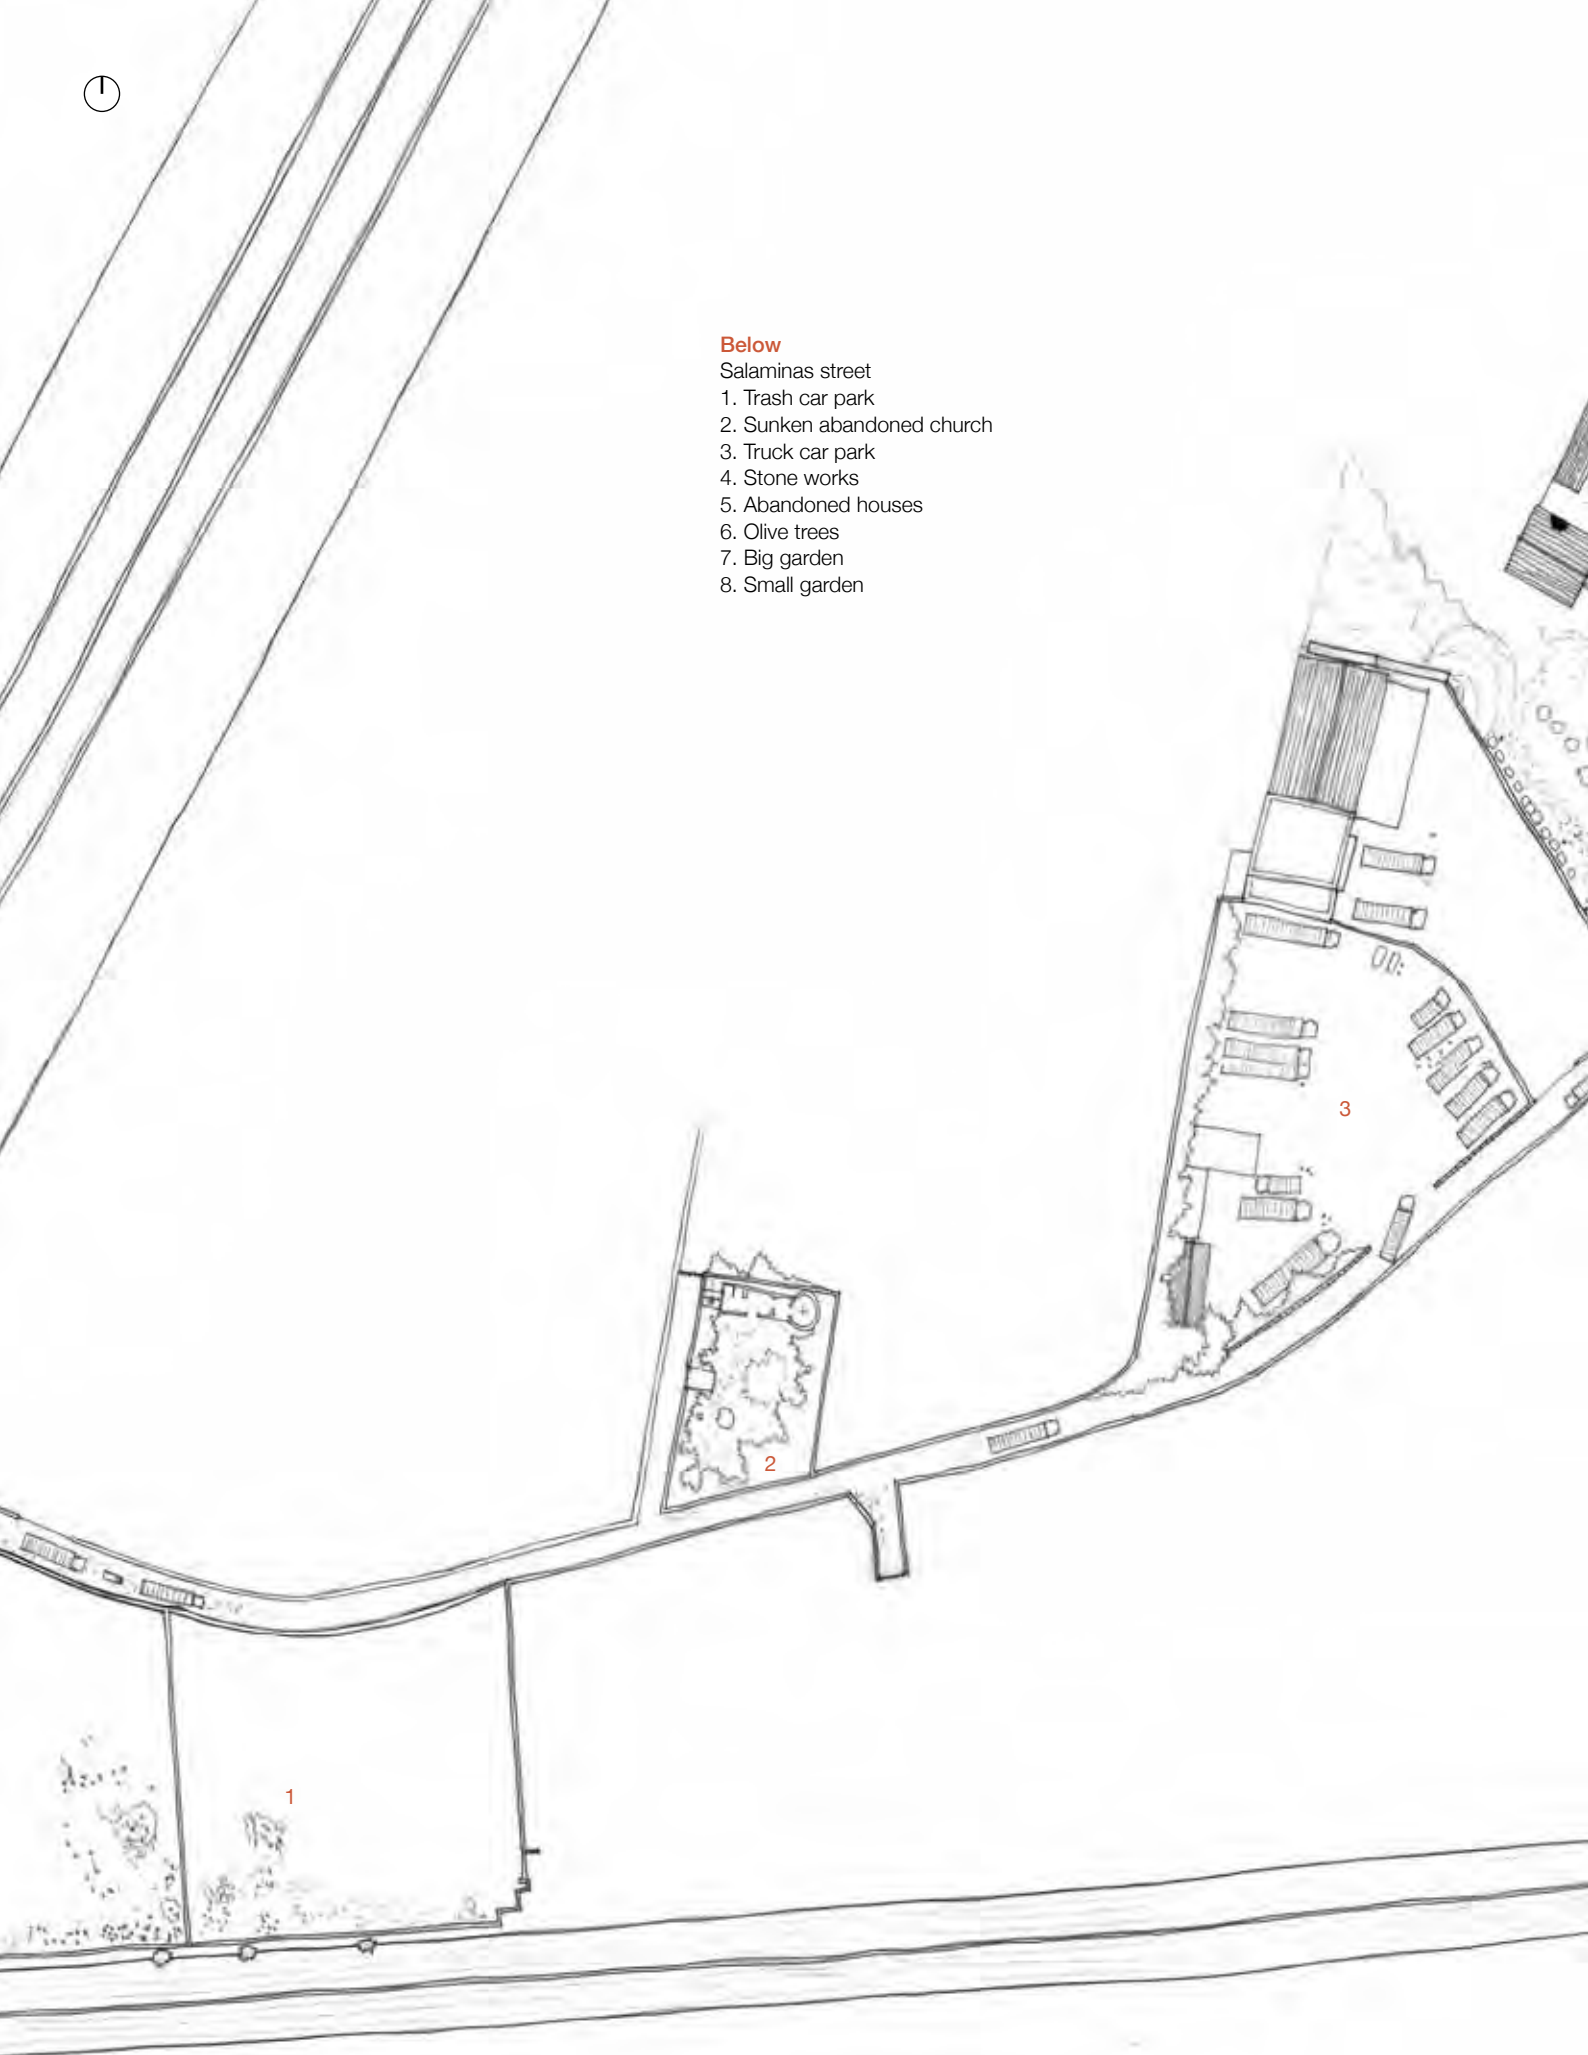 Below
Salaminas street
1. Trash car park
2. Sunken abandoned church
3. Truck car park
4. Stone works
5. Abandoned houses
6. Olive trees
7. Big garden
8. Small garden
3
2
1